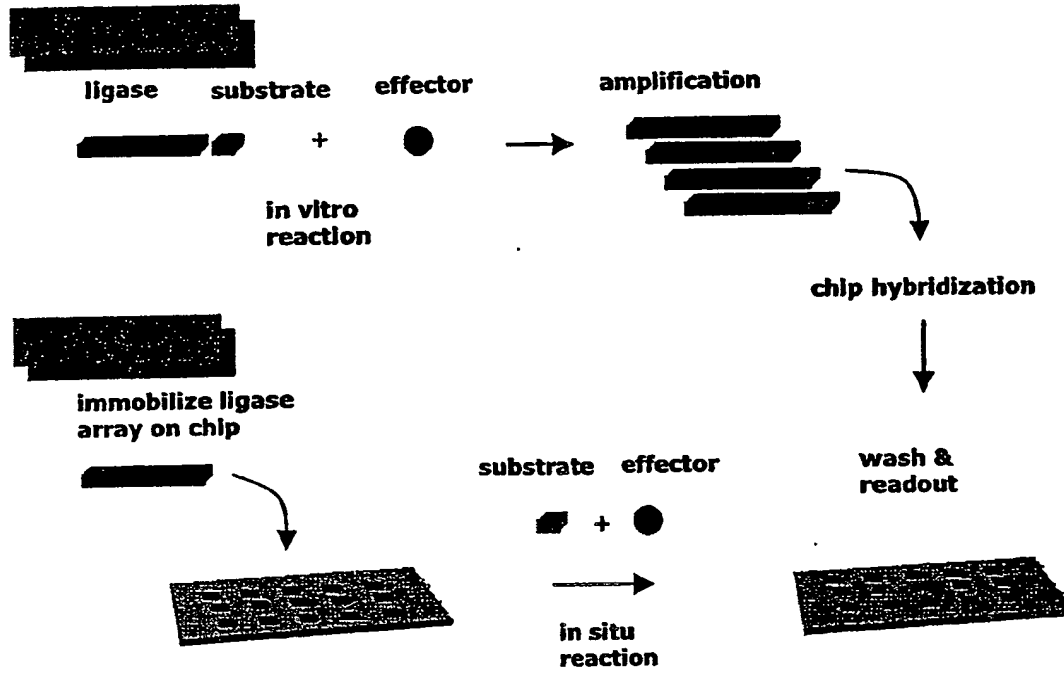 ligase substrate effector
+
in vitro
reaction
amplification
chip hybridization
wash &
readout
immobilize ligase
array on chip
substrate effector
+
in situ
reaction